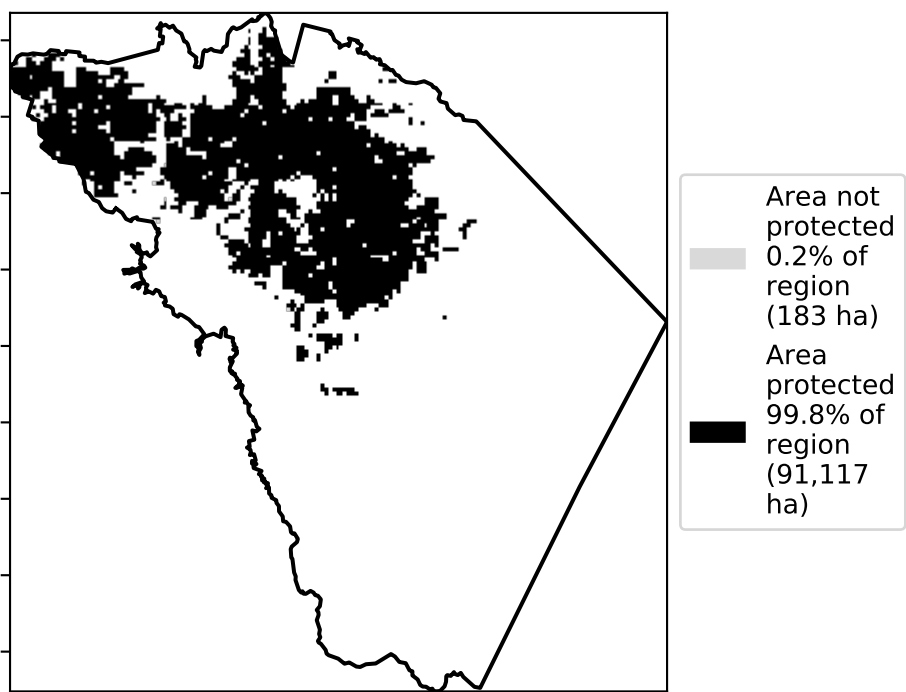 Area not
protected
0.2% of
region
(183 ha)
Area
protected
99.8% of
region
(91,117
ha)